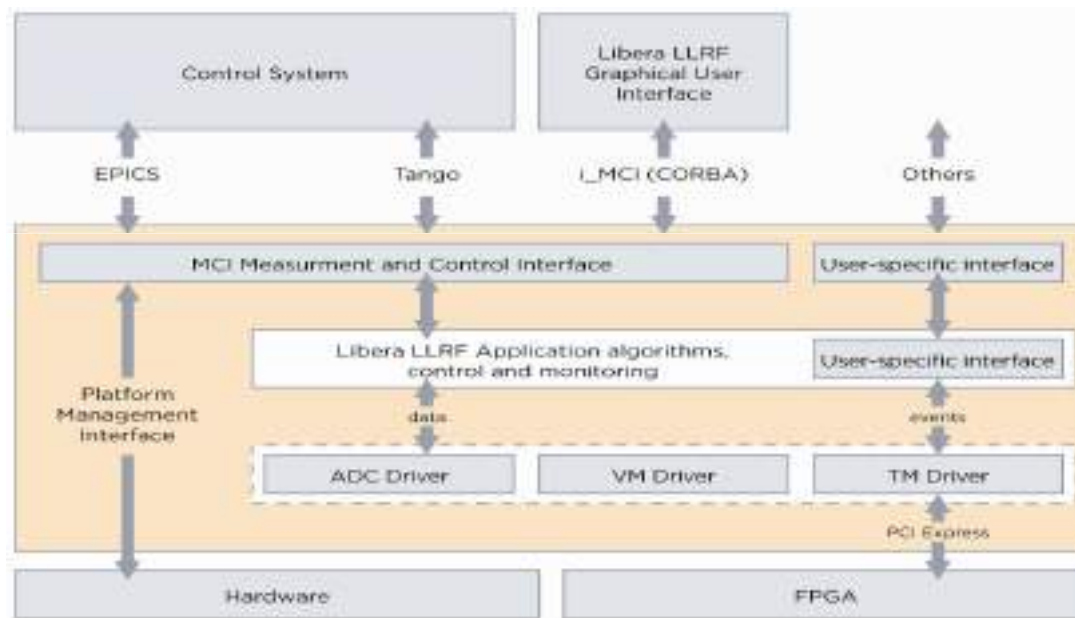 Control System
Libera LLRF
Graphical User
Interface
EPICS
Tango
i_MCI (CORBA)
Others
MCI Measurment and Control Interface
User-specific interface
Libera LLRF Application algorithms,
control and monitoring
User-specific interface
Platform
Management
Interface
data
events
ADC Driver
VM Driver
TM Driver
PCI Express
Hardware
FPGA